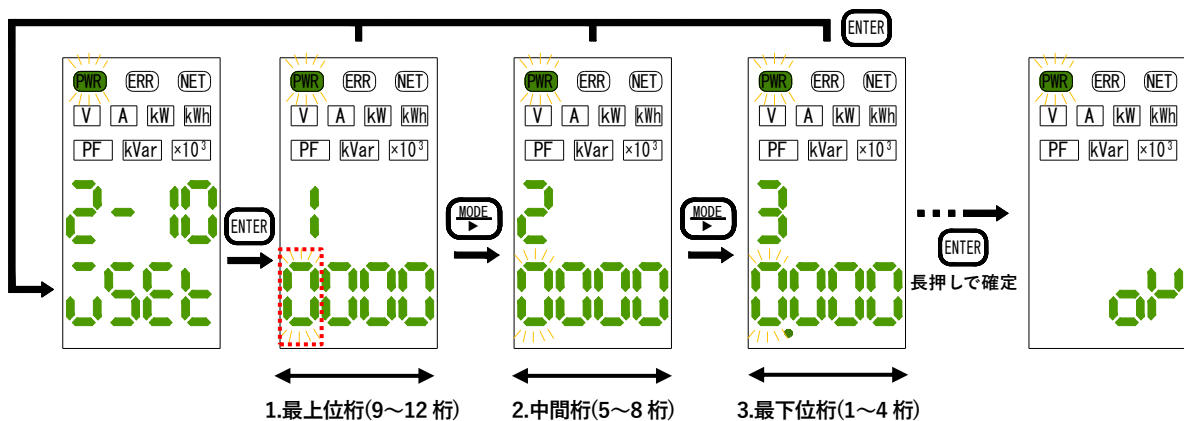 ENTER
PWR ERR NET
V A kW kWh
PF kVar ×10³
2-10
ENTER
PWR ERR NET
V A kW kWh
PF kVar ×10³
1
0000
1.最上位桁(9～12 桁)
MODE
PWR ERR NET
V A kW kWh
PF kVar ×10³
2
0000
2.中間桁(5～8 桁)
MODE
PWR ERR NET
V A kW kWh
PF kVar ×10³
3
0.000
3.最下位桁(1～4 桁)
ENTER
長押しで確定
PWR ERR NET
V A kW kWh
PF kVar ×10³
oK